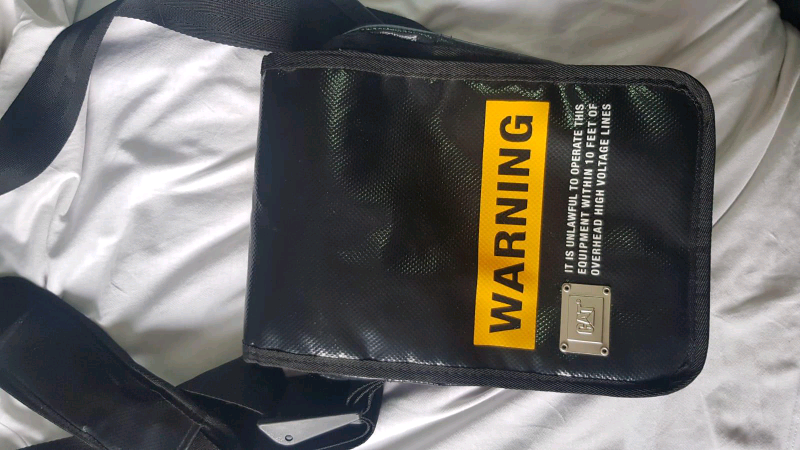 WARNING
IT IS UNLAWFUL TO OPERATE THIS
EQUIPMENT WITHIN 10 FEET OF
OVERHEAD HIGH VOLTAGE LINES
CAT